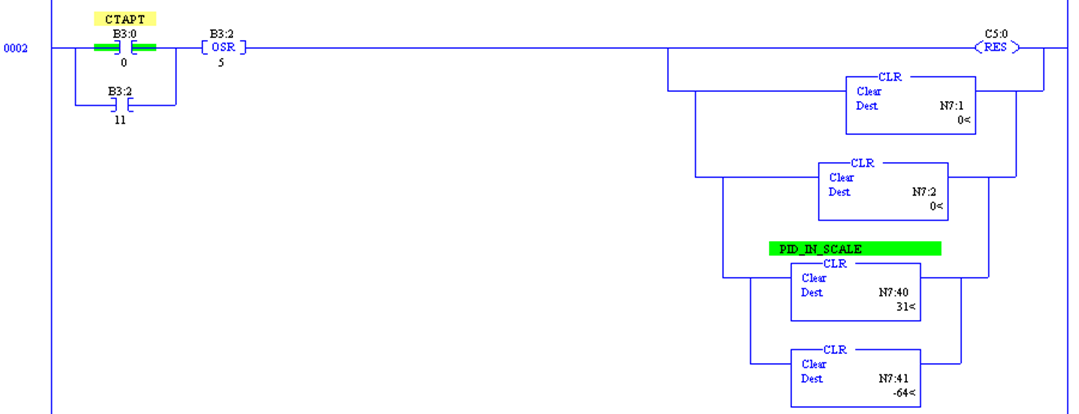 CTAPT
B3:0
B3:2
C5:0
0002
OSR
RES
0
5
B3:2
11
CLR
Clear
Dest N7:1
0<
CLR
Clear
Dest N7:2
0<
PID_IN_SCALE
CLR
Clear
Dest N7:40
31<
CLR
Clear
Dest N7:41
-64<